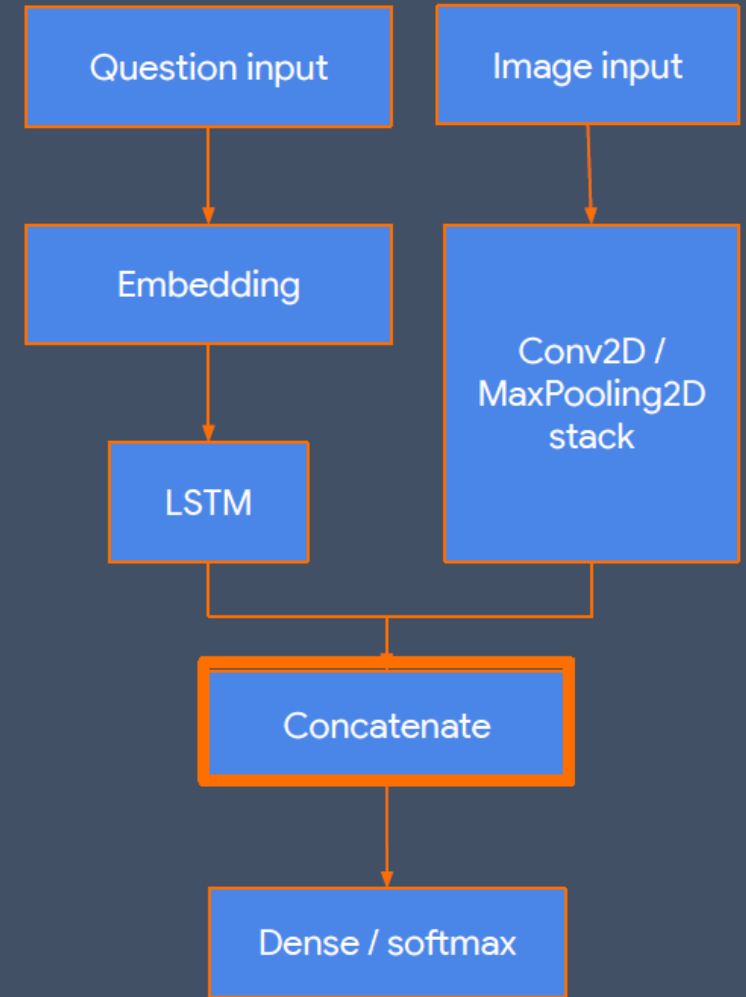 Question input
Image input
Embedding
Conv2D /
MaxPooling2D
stack
LSTM
Concatenate
Dense / softmax